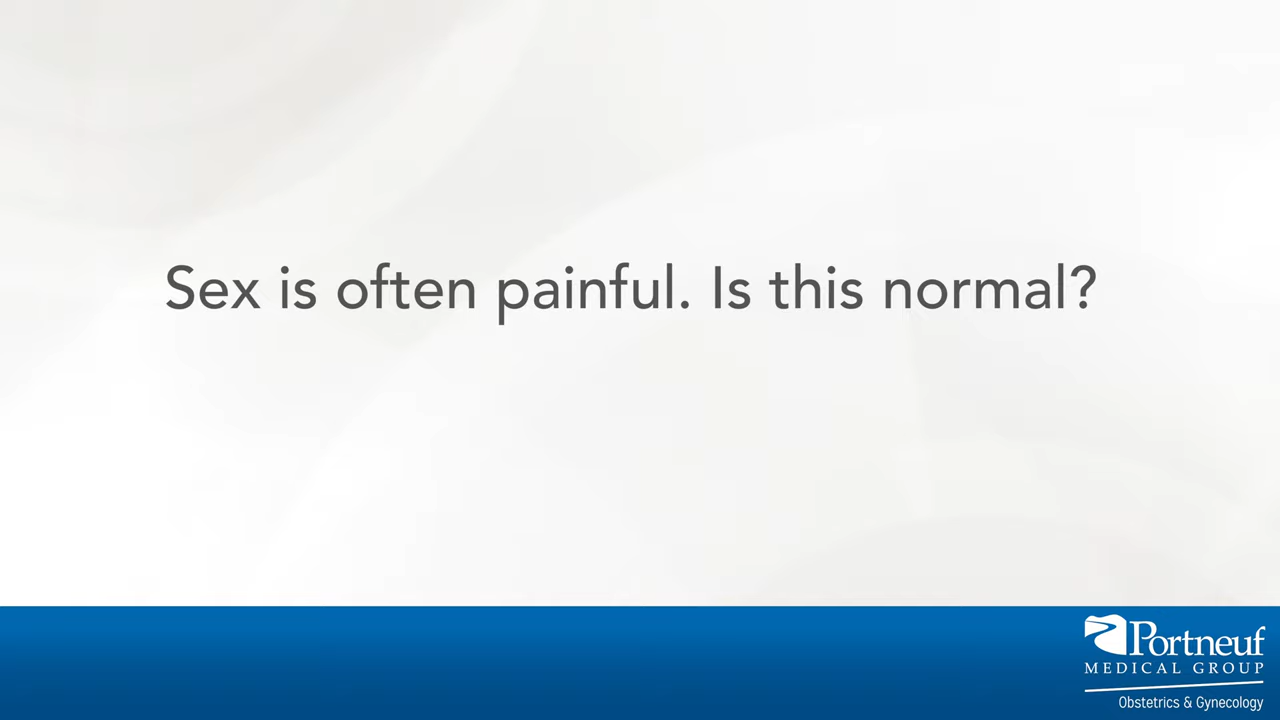 Sex is often painful. Is this normal?
Portneuf
MEDICAL GROUP
Obstetrics & Gynecology